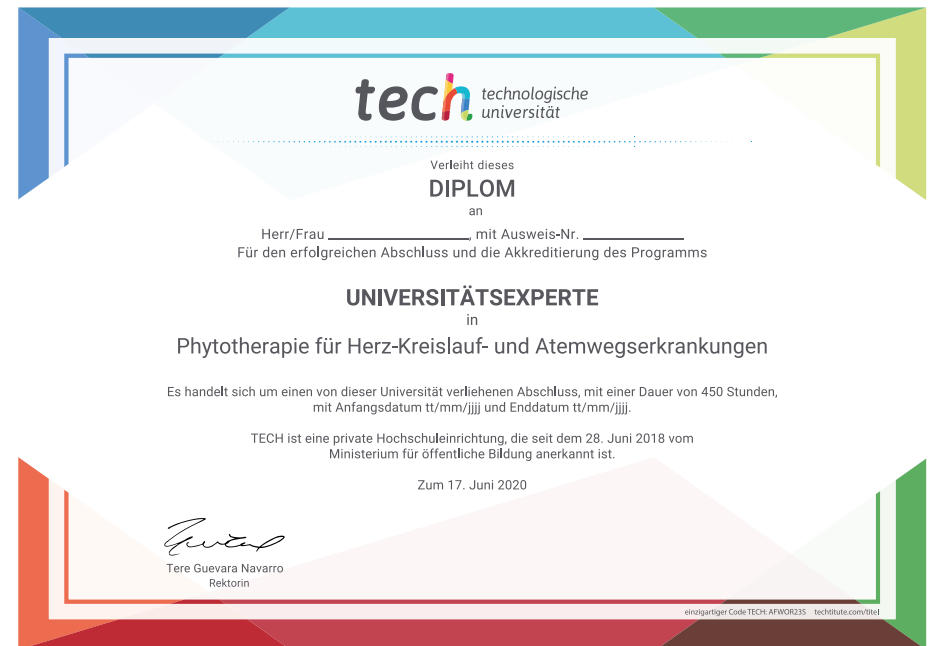 tech technologische
universität
Verleiht dieses
DIPLOM
an
Herr/Frau ____________, mit Ausweis-Nr. ____________
Für den erfolgreichen Abschluss und die Akkreditierung des Programms
UNIVERSITÄTSEXPERTE
in
Phytotherapie für Herz-Kreislauf- und Atemwegserkrankungen
Es handelt sich um einen von dieser Universität verliehenen Abschluss, mit einer Dauer von 450 Stunden,
mit Anfangsdatum tt/mm/jjjj und Enddatum tt/mm/jjjj.
TECH ist eine private Hochschuleinrichtung, die seit dem 28. Juni 2018 vom
Ministerium für öffentliche Bildung anerkannt ist.
Zum 17. Juni 2020
Tere Guevara Navarro
Rektorin
einzigartiger Code TECH: AFWOR23S techtitute.com/titel